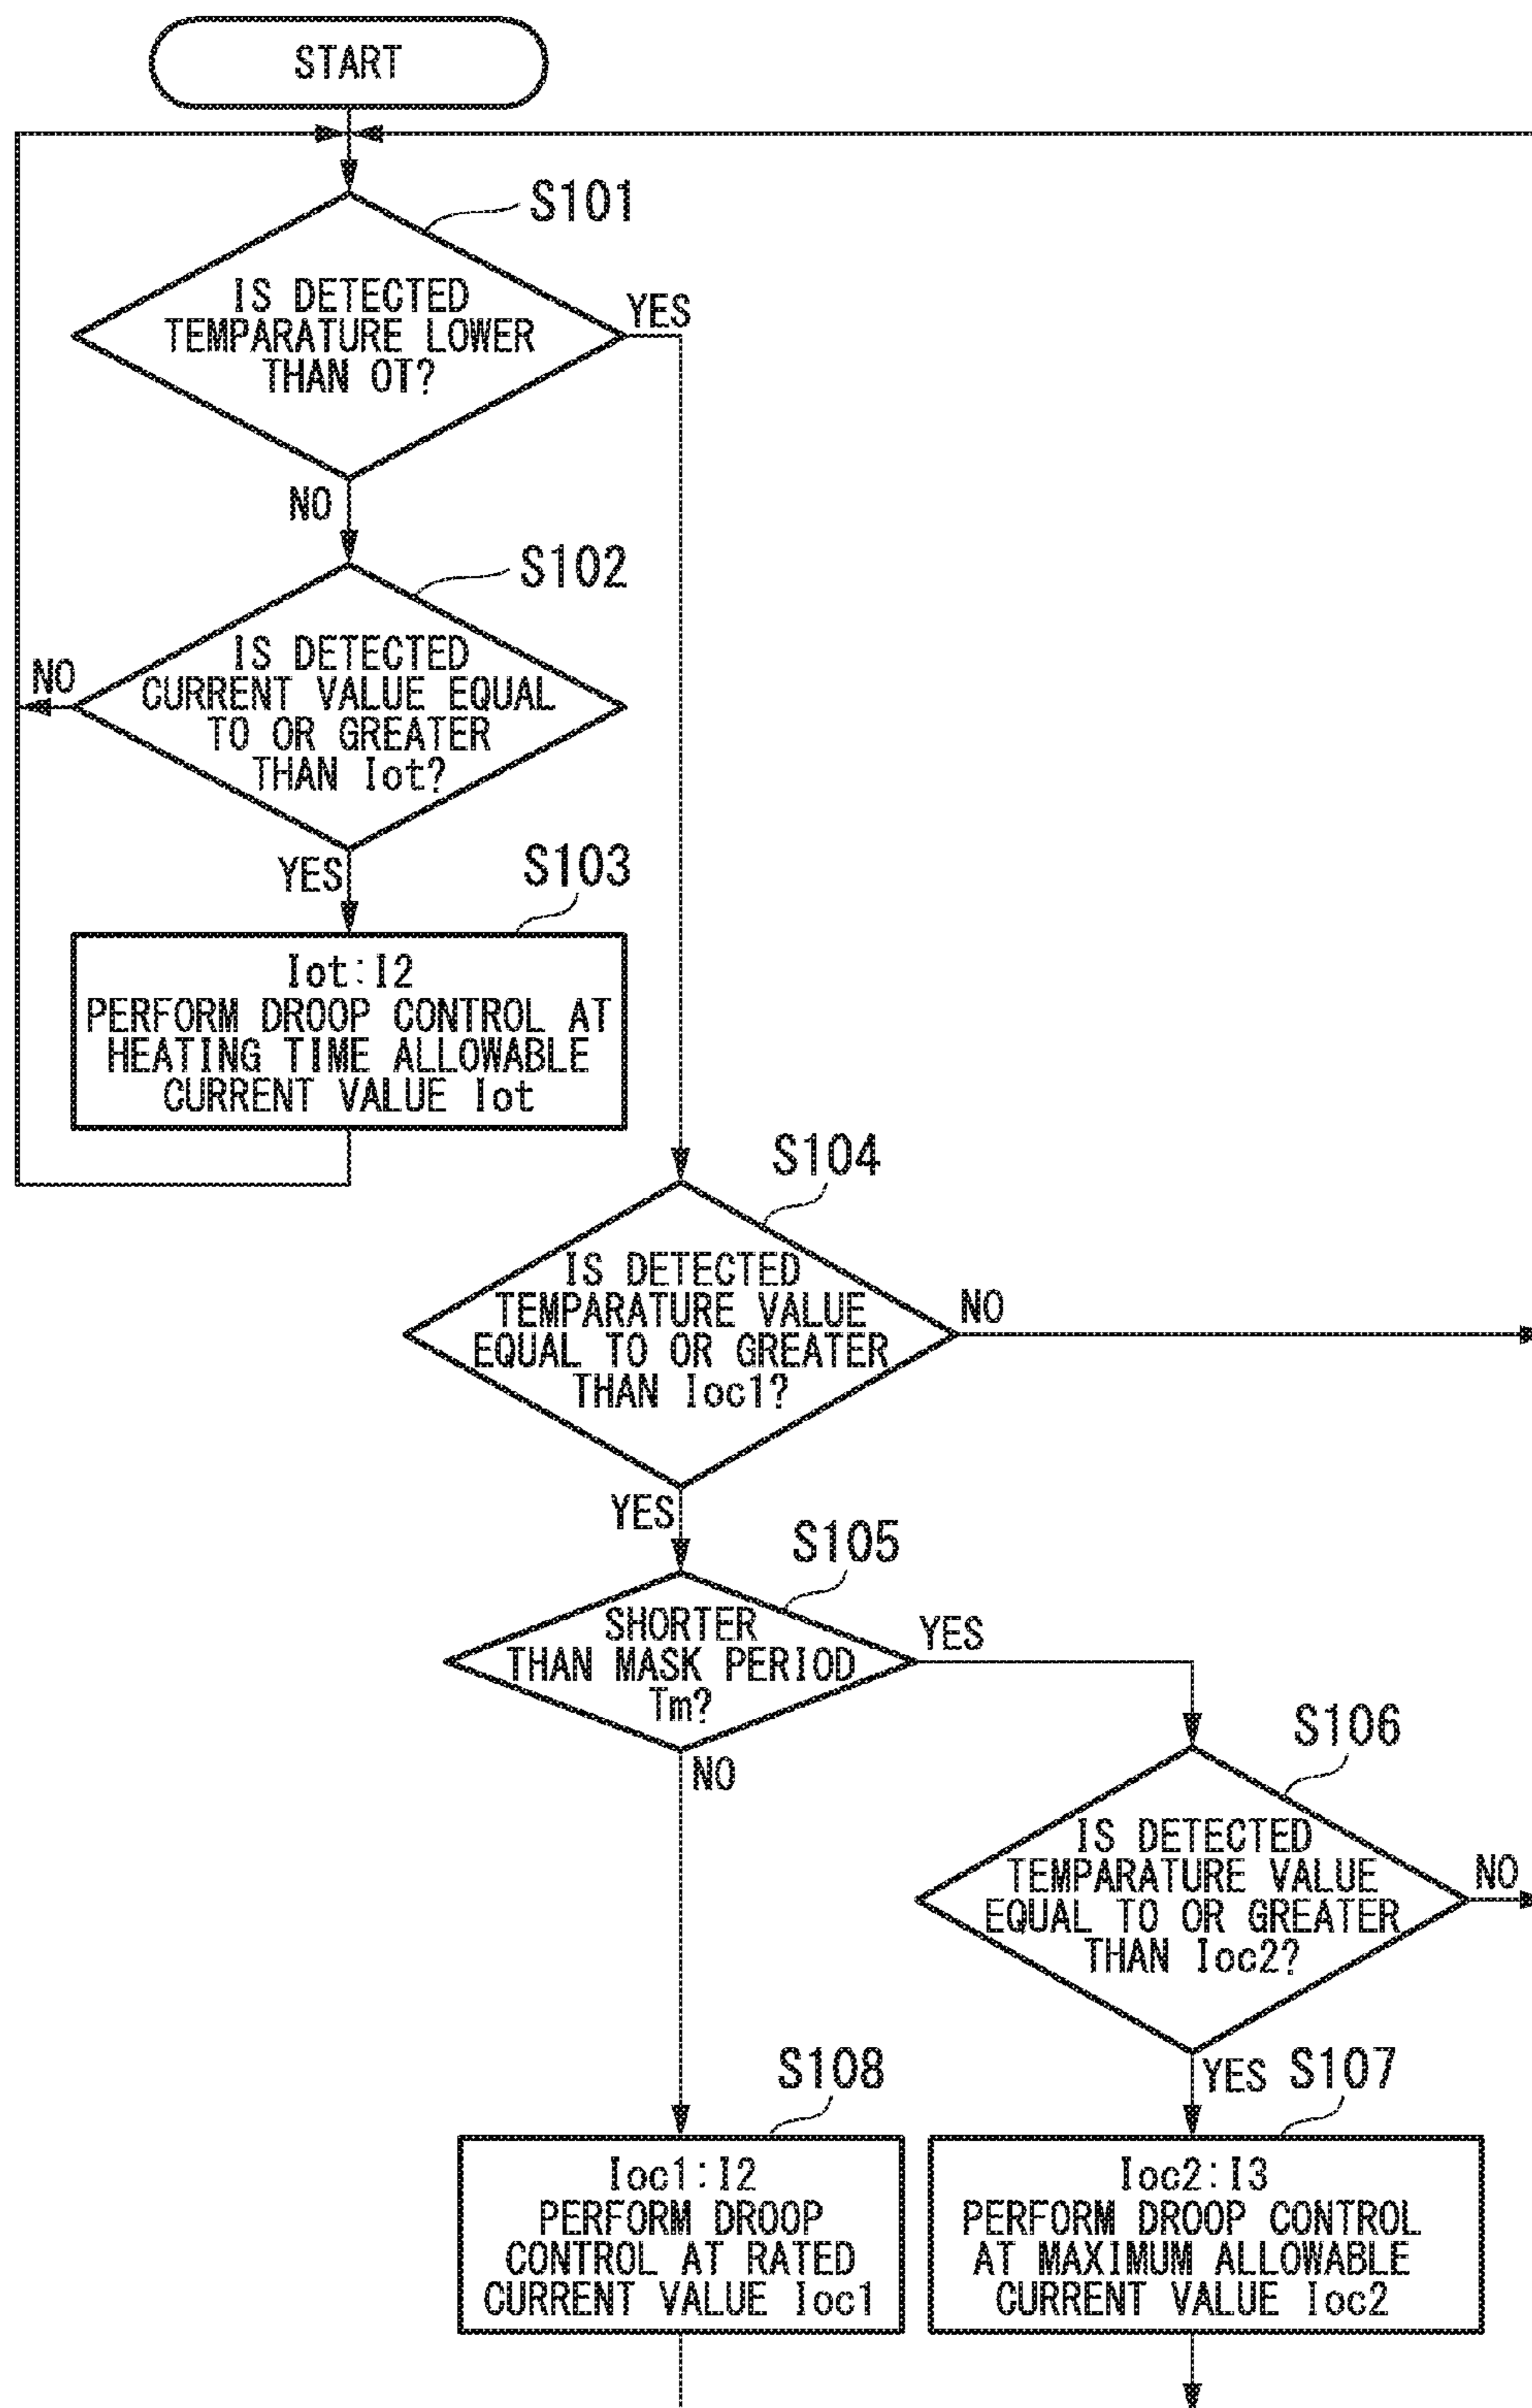 START
S101
IS DETECTED
TEMPARATURE LOWER
THAN OT?
YES
NO
S102
IS DETECTED
CURRENT VALUE EQUAL
TO OR GREATER
THAN Iot?
NO
YES
S103
Iot:I2
PERFORM DROOP CONTROL AT
HEATING TIME ALLOWABLE
CURRENT VALUE Iot
S104
IS DETECTED
TEMPARATURE VALUE
EQUAL TO OR GREATER
THAN Ioc1?
NO
YES
S105
SHORTER
THAN MASK PERIOD
Tm?
YES
NO
S106
IS DETECTED
TEMPARATURE VALUE
EQUAL TO OR GREATER
THAN Ioc2?
NO
YES
S107
Ioc2:I3
PERFORM DROOP CONTROL
AT MAXIMUM ALLOWABLE
CURRENT VALUE Ioc2
S108
Ioc1:I2
PERFORM DROOP
CONTROL AT RATED
CURRENT VALUE Ioc1